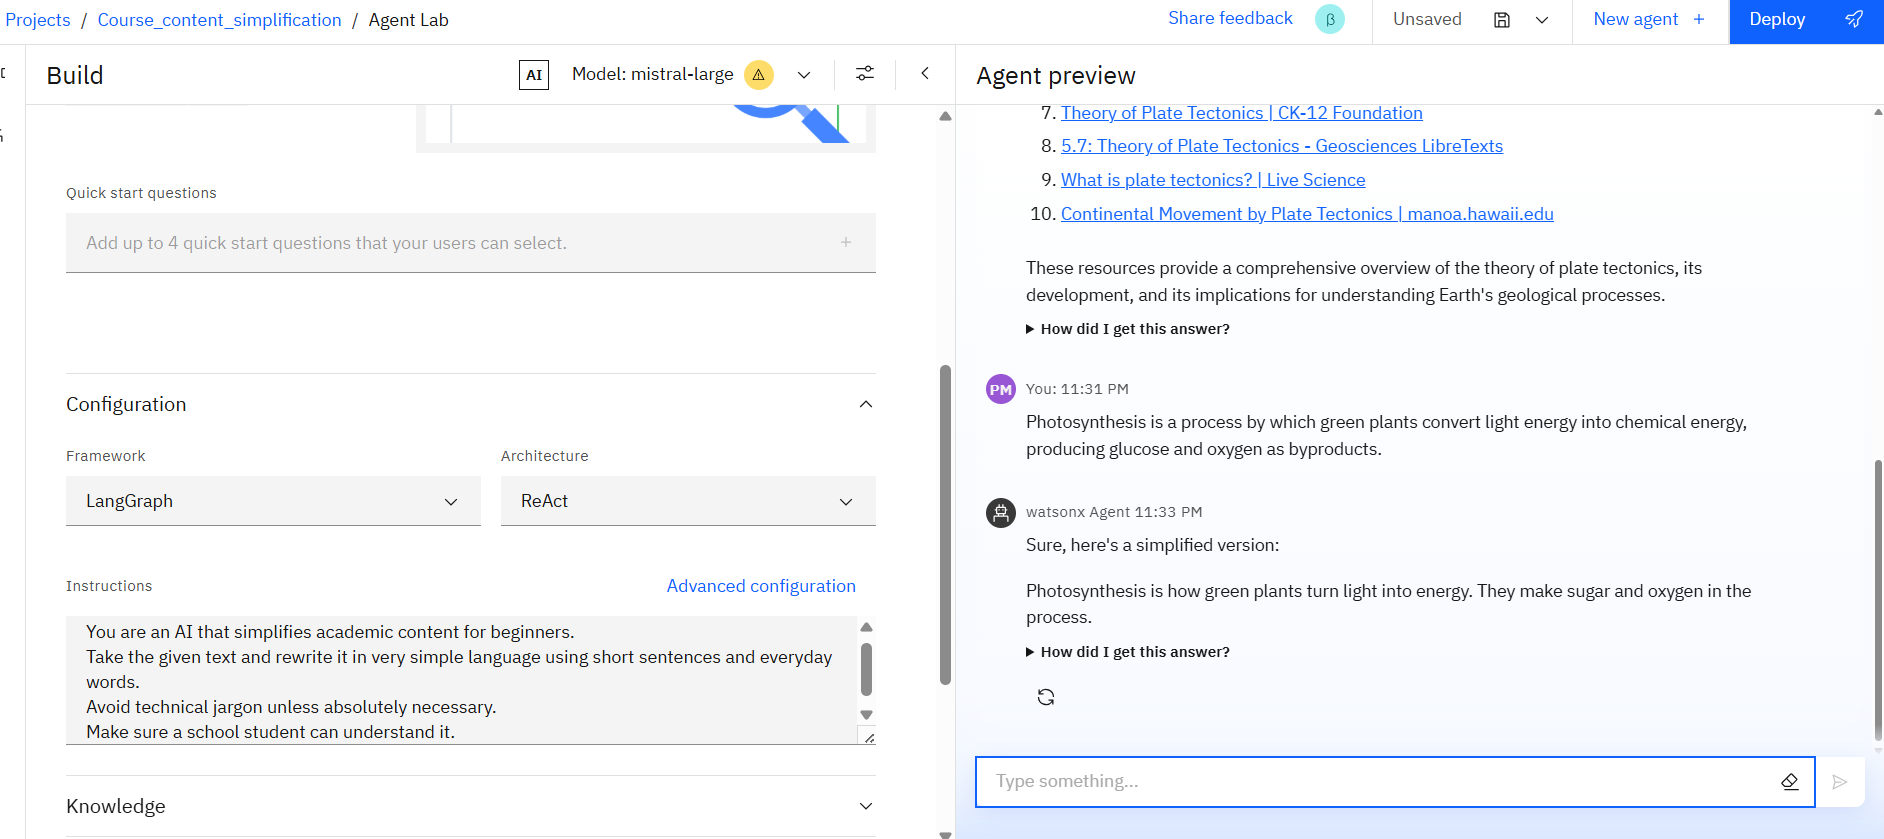 Projects / Course_content_simplification / Agent Lab
Share feedback β Unsaved New agent + Deploy
Build
AI Model: mistral-large
Quick start questions
Add up to 4 quick start questions that your users can select. +
Configuration
Framework Architecture
LangGraph ReAct
Instructions Advanced configuration
You are an AI that simplifies academic content for beginners.
Take the given text and rewrite it in very simple language using short sentences and everyday
words.
Avoid technical jargon unless absolutely necessary.
Make sure a school student can understand it.
Knowledge
Agent preview
7. Theory of Plate Tectonics | CK-12 Foundation
8. 5.7: Theory of Plate Tectonics - Geosciences LibreTexts
9. What is plate tectonics? | Live Science
10. Continental Movement by Plate Tectonics | manoa.hawaii.edu
These resources provide a comprehensive overview of the theory of plate tectonics, its
development, and its implications for understanding Earth's geological processes.
How did I get this answer?
PM You: 11:31 PM
Photosynthesis is a process by which green plants convert light energy into chemical energy,
producing glucose and oxygen as byproducts.
watsonx Agent 11:33 PM
Sure, here's a simplified version:
Photosynthesis is how green plants turn light into energy. They make sugar and oxygen in the
process.
How did I get this answer?
Type something...